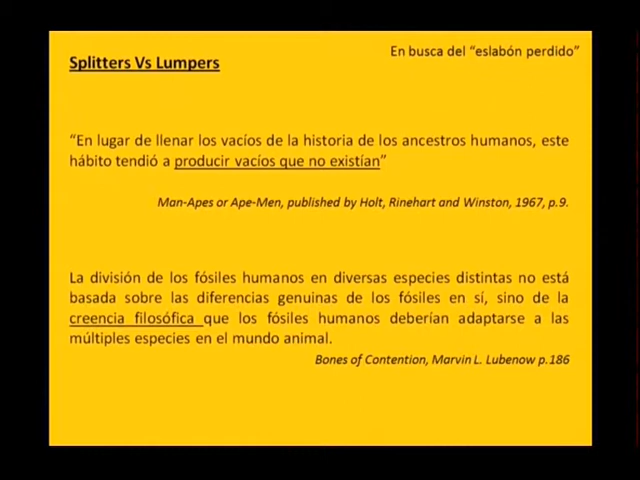 En busca del “eslabón perdido”
Splitters Vs Lumpers
“En lugar de llenar los vacíos de la historia de los ancestros humanos, este
hábito tendió a producir vacíos que no existían”
Man-Apes or Ape-Men, published by Holt, Rinehart and Winston, 1967, p.9.
La división de los fósiles humanos en diversas especies distintas no está
basada sobre las diferencias genuinas de los fósiles en sí, sino de la
creencia filosófica que los fósiles humanos deberían adaptarse a las
múltiples especies en el mundo animal.
Bones of Contention, Marvin L. Lubenow p.186